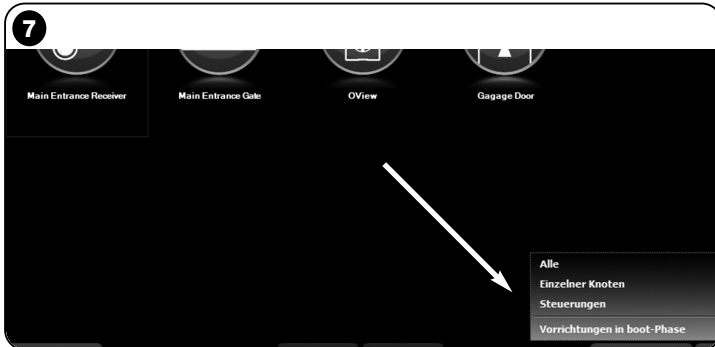 7
Main Entrance Receiver
Main Entrance Gate
OView
Gagage Door
Alle
Einzelner Knoten
Steuerungen
Vorrichtungen in boot-Phase